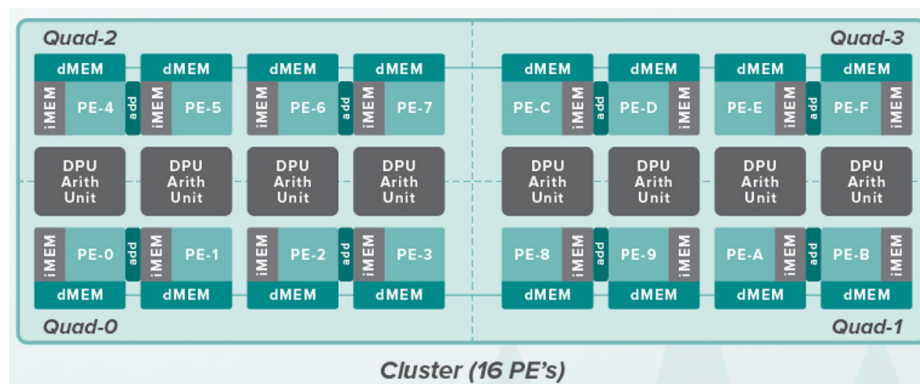 Quad-2 Quad-3
dMEM dMEM dMEM dMEM dMEM dMEM dMEM dMEM
iMEM PE-4 add iMEM PE-5 iMEM PE-6 add iMEM PE-7 PE-C iMEM add PE-D iMEM PE-E iMEM add PE-F iMEM
DPU DPU DPU DPU DPU DPU DPU DPU
Arith Arith Arith Arith Arith Arith Arith Arith
Unit Unit Unit Unit Unit Unit Unit Unit
iMEM PE-0 add iMEM PE-1 iMEM PE-2 add iMEM PE-3 PE-8 iMEM add PE-9 iMEM PE-A iMEM add PE-B iMEM
dMEM dMEM dMEM dMEM dMEM dMEM dMEM dMEM
Quad-0 Quad-1
Cluster (16 PE's)